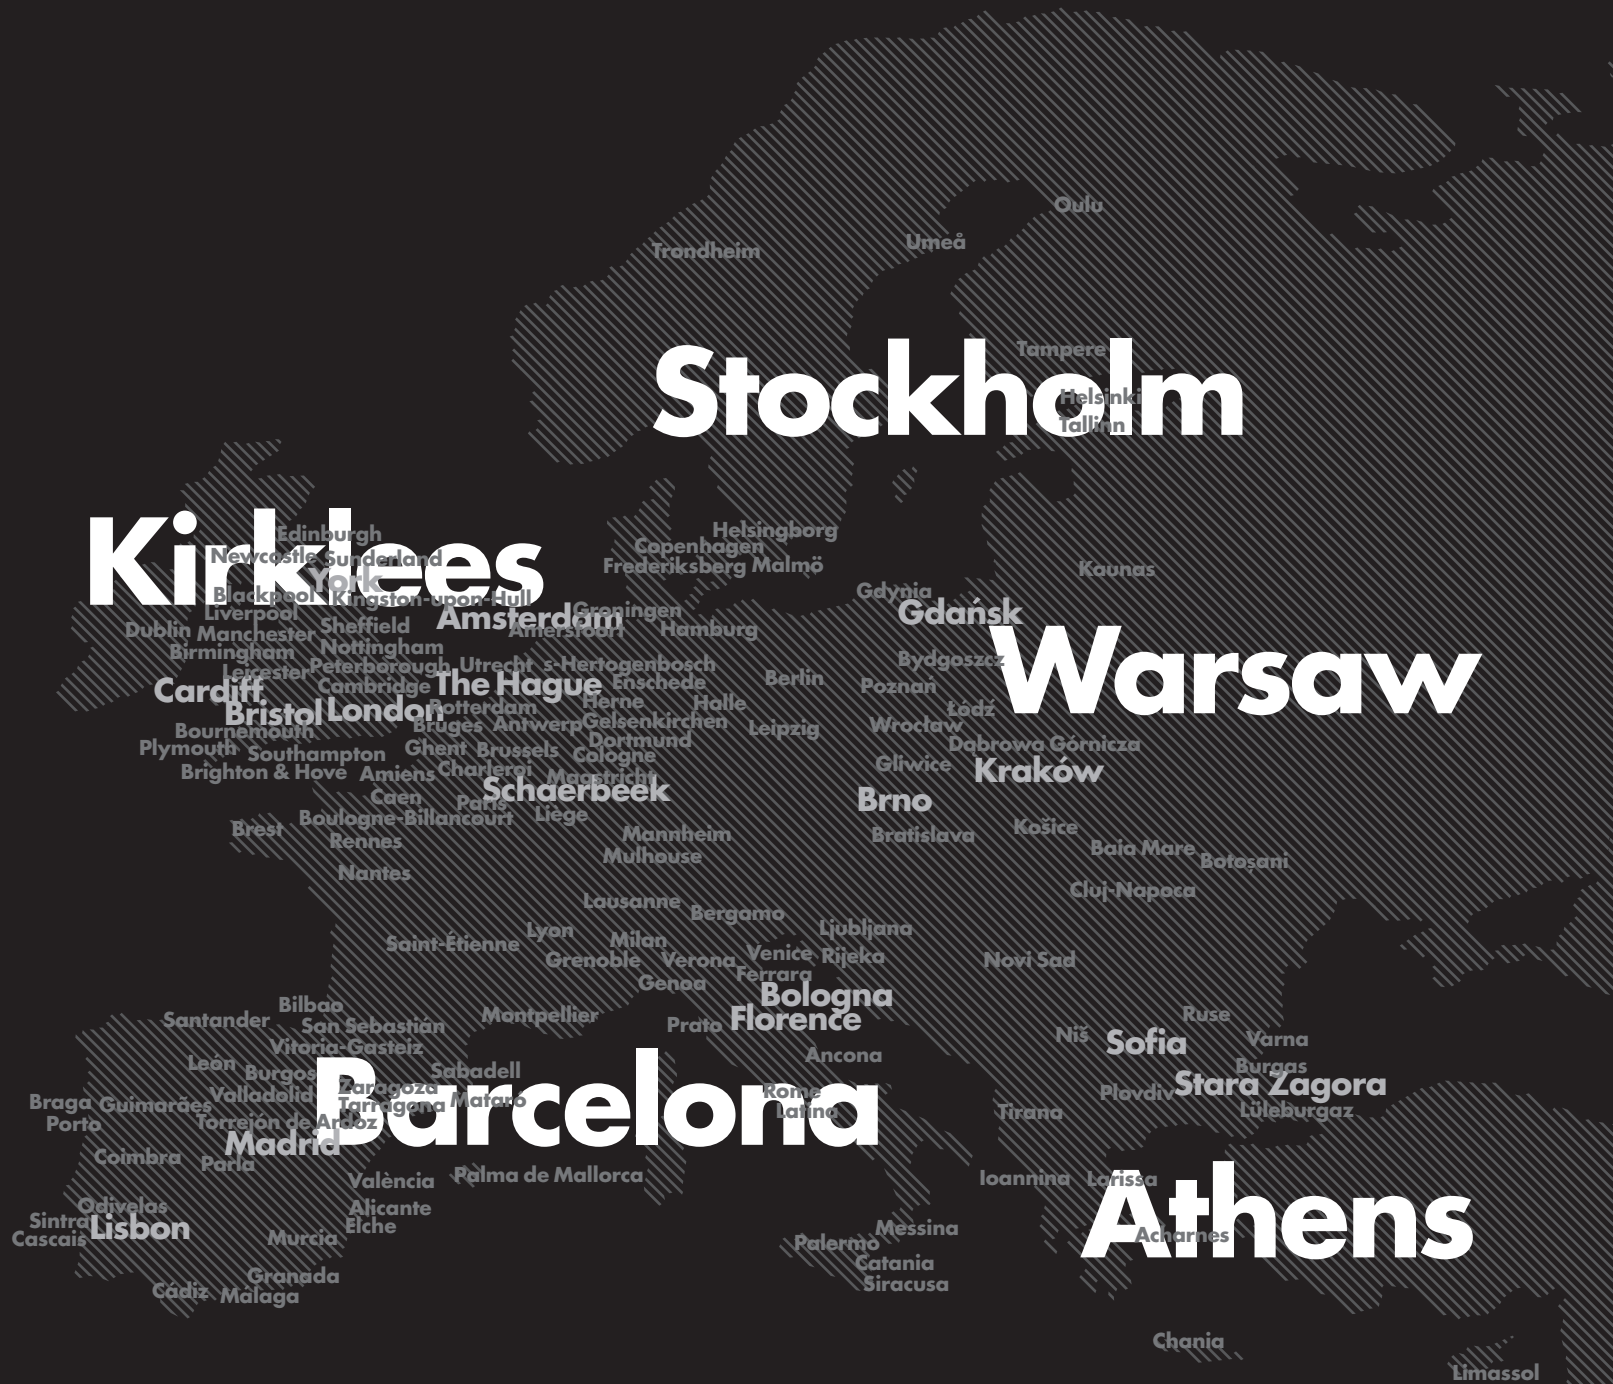 Oulu
Umeå
Trondheim
Tampere
Stockholm
Helsinki
Tallinn
Kirklees
Helsingborg
Edinburgh
Copenhagen
Newcastle
Sunderland
Frederiksberg
Malmö
Kaunas
York
Blackpool
Kingston-upon-Hull
Gdynia
Liverpool
Amsterdam
Groningen
Gdańsk
Dublin
Manchester
Sheffield
Amersfoort
Hamburg
Birmingham
Nottingham
Bydgoszcz
Warsaw
Leicester
Peterborough
Utrecht
s-Hertogenbosch
Cardiff
Cambridge
The Hague
Enschede
Berlin
Poznań
Bristol
London
Rotterdam
Herne
Halle
Łódź
Bournemouth
Bruges
Antwerp
Gelsenkirchen
Leipzig
Wrocław
Plymouth
Southampton
Ghent
Brussels
Dortmund
Cologne
Dąbrowa Górnicza
Brighton & Hove
Amiens
Charleroi
Maastricht
Gliwice
Kraków
Caen
Paris
Schaerbeek
Brno
Boulogne-Billancourt
Liège
Brest
Rennes
Mannheim
Bratislava
Košice
Mulhouse
Baia Mare
Botoșani
Nantes
Cluj-Napoca
Lausanne
Bergamo
Lyon
Ljubljana
Saint-Étienne
Milan
Venice
Rijeka
Grenoble
Verona
Novi Sad
Ferrara
Genoa
Bologna
Bilbao
Santander
San Sebastián
Montpellier
Prato
Florence
Ruse
Vitoria-Gasteiz
Niš
Sofia
Varna
León
Burgos
Sabadell
Ancona
Burgas
Barcelona
Zaragoza
Valladolid
Rome
Plovdiv
Stara Zagora
Braga
Guimarães
Tarragona
Mataró
Latina
Tirana
Lüleburgaz
Porto
Torrejón de Ardoz
Madrid
Coimbra
Parla
València
Palma de Mallorca
Ioannina
Larissa
Athens
Odivelas
Alicante
Sintra
Lisbon
Elche
Messina
Cascais
Murcia
Palermo
Acharnes
Catania
Granada
Siracusa
Cádiz
Málaga
Chania
Limassol